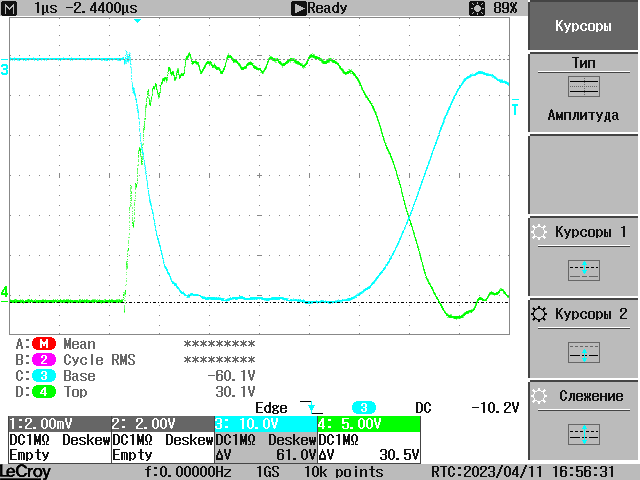 M 1µs -2.4400µs Ready 89%
Курсоры
Тип
3
T
Амплитуда
Курсоры 1
4
Курсоры 2
A: M Mean *********
B: 2 Cycle RMS *********
C: 3 Base -60.1V
D: 4 Top 30.1V
Слежение
Edge 3 DC -10.2V
1:2.00mV 2: 2.00V 3: 10.0V 4: 5.00V
DC1MΩ Deskew DC1MΩ Deskew DC1MΩ Deskew DC1MΩ
Empty Empty ΔV 61.0V ΔV 30.5V
LeCroy f:0.00000Hz 1GS 10k points RTC:2023/04/11 16:56:31